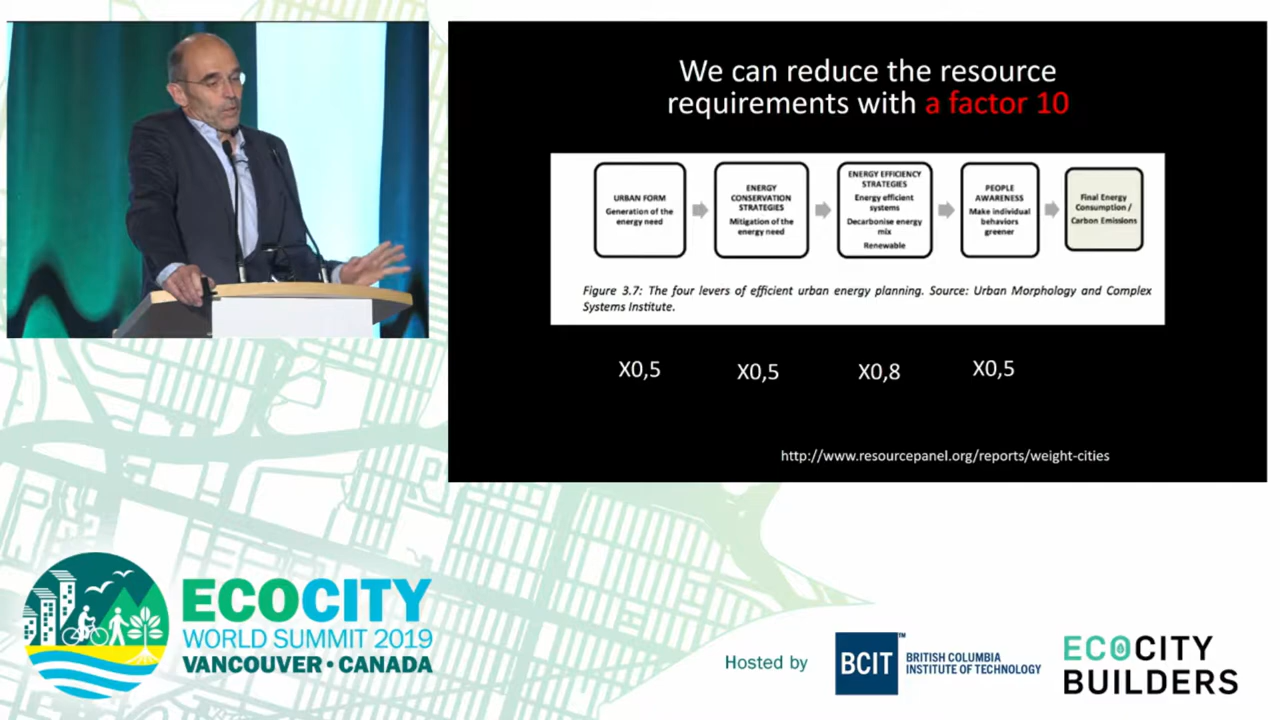 We can reduce the resource
requirements with a factor 10
URBAN FORM
Generation of the
energy need
ENERGY
CONSERVATION
STRATEGIES
Mitigation of the
energy need
ENERGY EFFICIENCY
STRATEGIES
Energy efficient
systems
Decarbonise energy
mix
Renewable
PEOPLE
AWARENESS
Make individual
behaviors
greener
Final Energy
Consumption /
Carbon Emissions
Figure 3.7: The four levers of efficient urban energy planning. Source: Urban Morphology and Complex
Systems Institute.
X0,5
X0,5
X0,8
X0,5
http://www.resourcepanel.org/reports/weight-cities
ECOCITY
WORLD SUMMIT 2019
VANCOUVER • CANADA
Hosted by
BCIT
TM
BRITISH COLUMBIA
INSTITUTE OF TECHNOLOGY
ECOCITY
BUILDERS